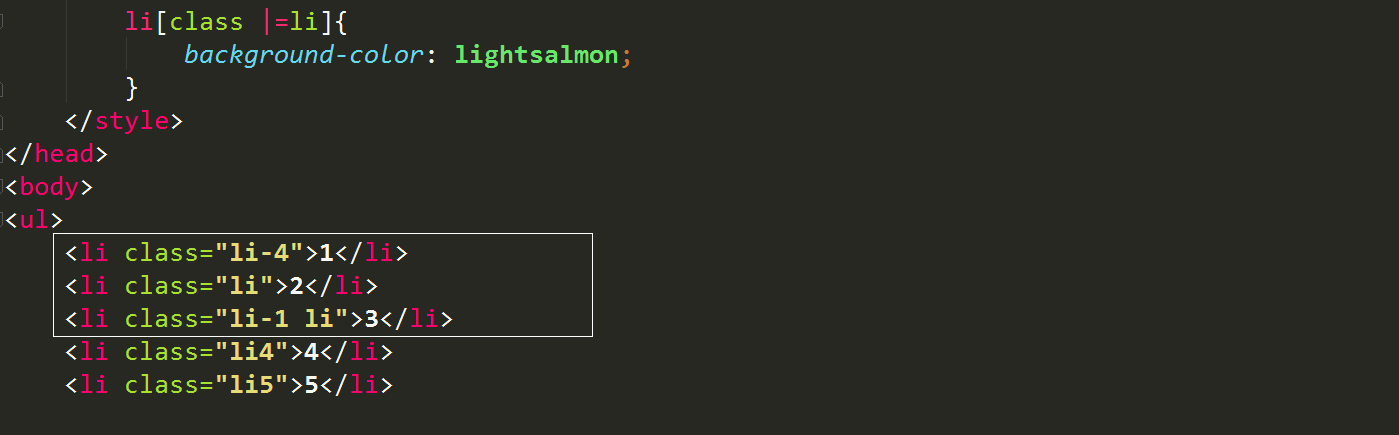 li[class |=li]{
background-color: lightsalmon;
}
</style>
</head>
<body>
<ul>
<li class="li-4">1</li>
<li class="li">2</li>
<li class="li-1 li">3</li>
<li class="li4">4</li>
<li class="li5">5</li>